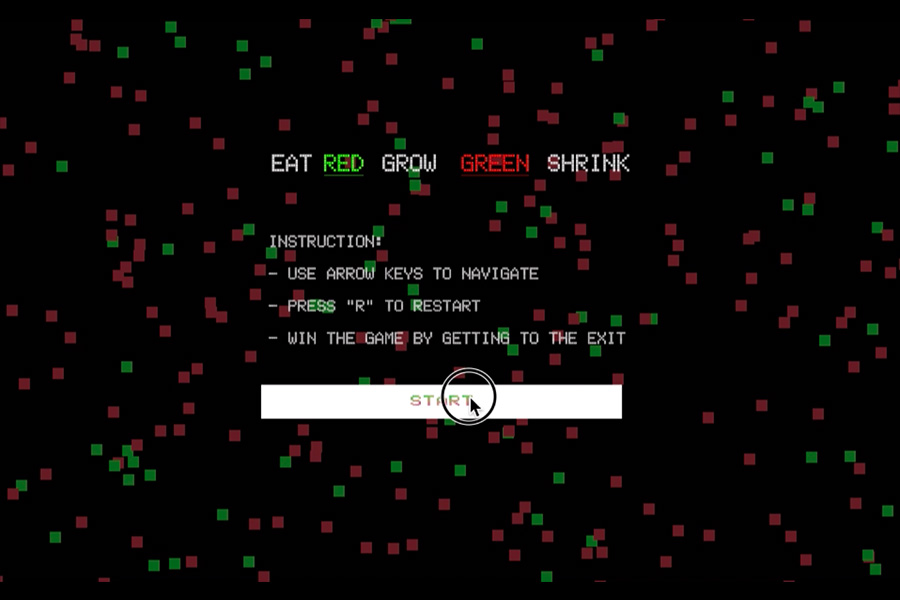 EAT RED GROW GREEN SHRINK
INSTRUCTION:
- USE ARROW KEYS TO NAVIGATE
- PRESS "R" TO RESTART
- WIN THE GAME BY GETTING TO THE EXIT
START